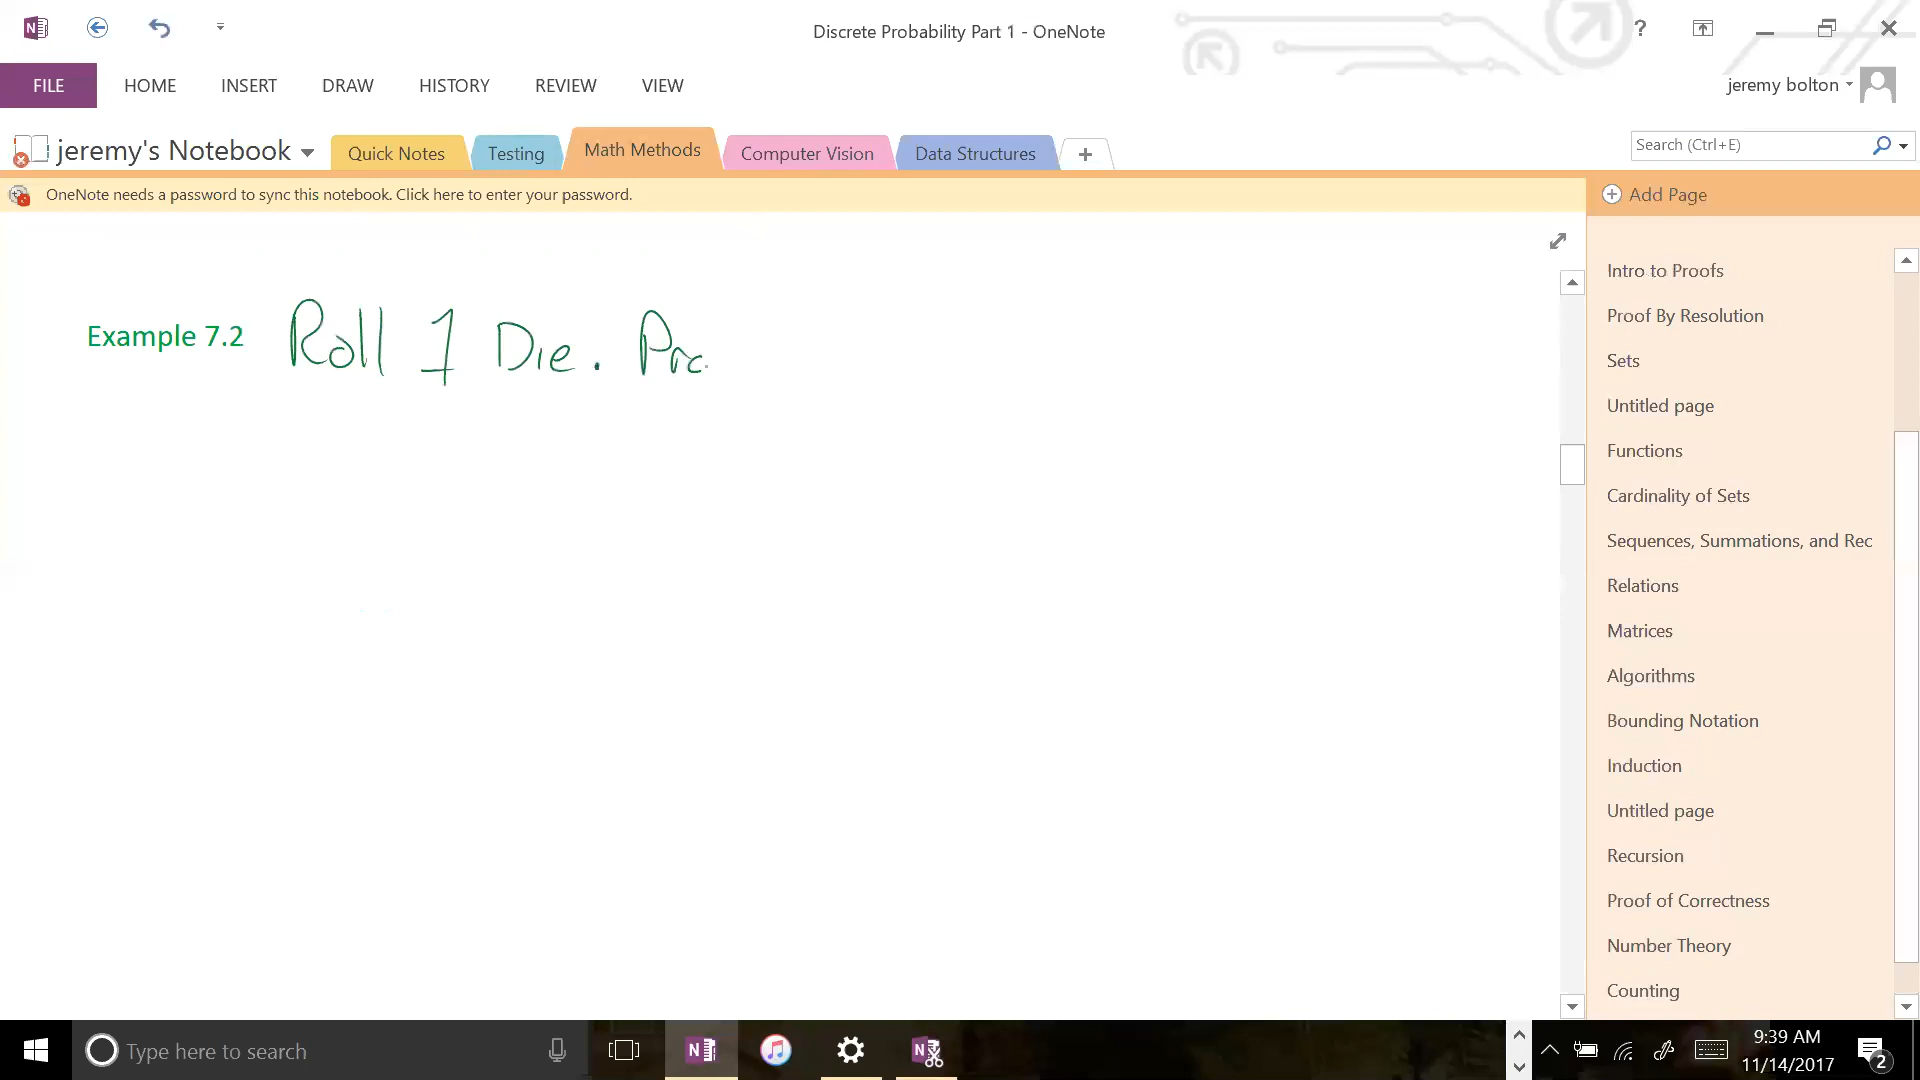 Discrete Probability Part 1 - OneNote
?
FILE HOME INSERT DRAW HISTORY REVIEW VIEW
jeremy bolton
jeremy's Notebook
Quick Notes
Testing
Math Methods
Computer Vision
Data Structures
+
Search (Ctrl+E)
OneNote needs a password to sync this notebook. Click here to enter your password.
Add Page
Example 7.2 Roll 1 Die. Pro
Intro to Proofs
Proof By Resolution
Sets
Untitled page
Functions
Cardinality of Sets
Sequences, Summations, and Rec
Relations
Matrices
Algorithms
Bounding Notation
Induction
Untitled page
Recursion
Proof of Correctness
Number Theory
Counting
Type here to search
9:39 AM
11/14/2017
2